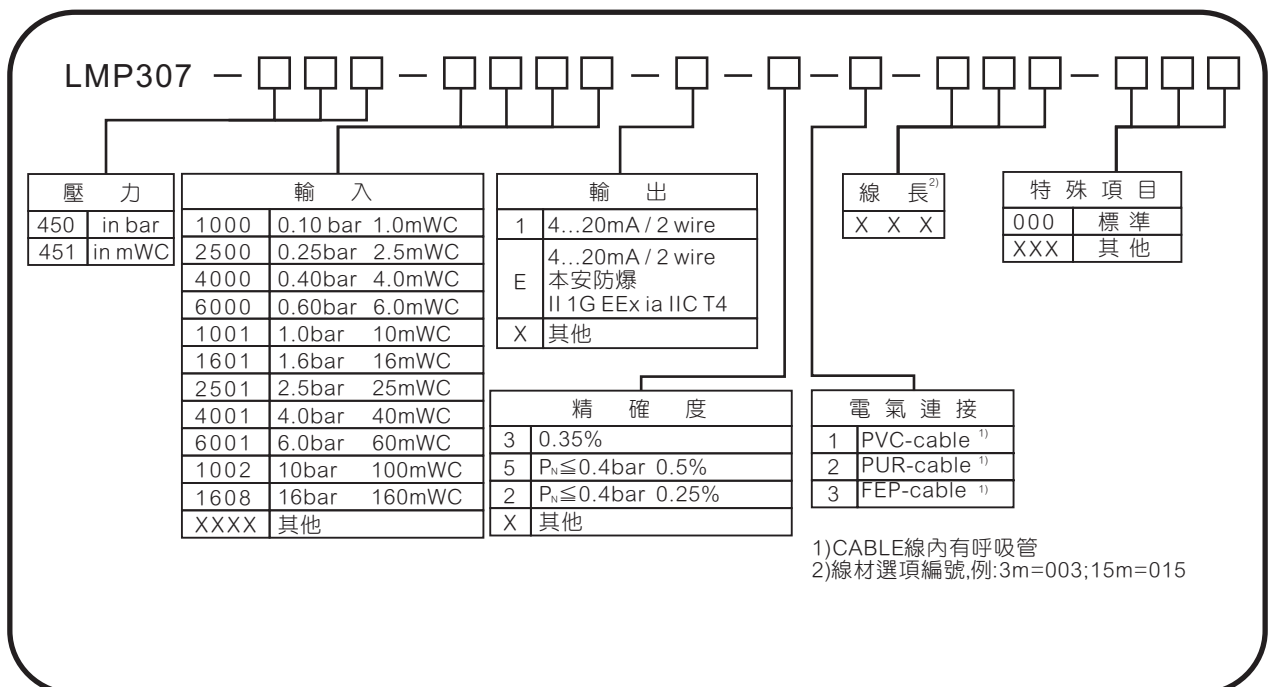 LMP307 — □□□ — □□□□ — □ — □ — □ — □□□ — □□□
壓 力
450 in bar
451 in mWC
輸 入
1000 0.10 bar 1.0mWC
2500 0.25bar 2.5mWC
4000 0.40bar 4.0mWC
6000 0.60bar 6.0mWC
1001 1.0bar 10mWC
1601 1.6bar 16mWC
2501 2.5bar 25mWC
4001 4.0bar 40mWC
6001 6.0bar 60mWC
1002 10bar 100mWC
1608 16bar 160mWC
XXXX 其他
輸 出
1 4...20mA / 2 wire
E 4...20mA / 2 wire
本安防爆
II 1G EEx ia IIC T4
X 其他
精 確 度
3 0.35%
5 PN≦0.4bar 0.5%
2 PN≦0.4bar 0.25%
X 其他
電 氣 連 接
1 PVC-cable 1)
2 PUR-cable 1)
3 FEP-cable 1)
線 長2)
X X X
特 殊 項 目
000 標 準
XXX 其 他
1)CABLE線內有呼吸管
2)線材選項編號,例:3m=003;15m=015